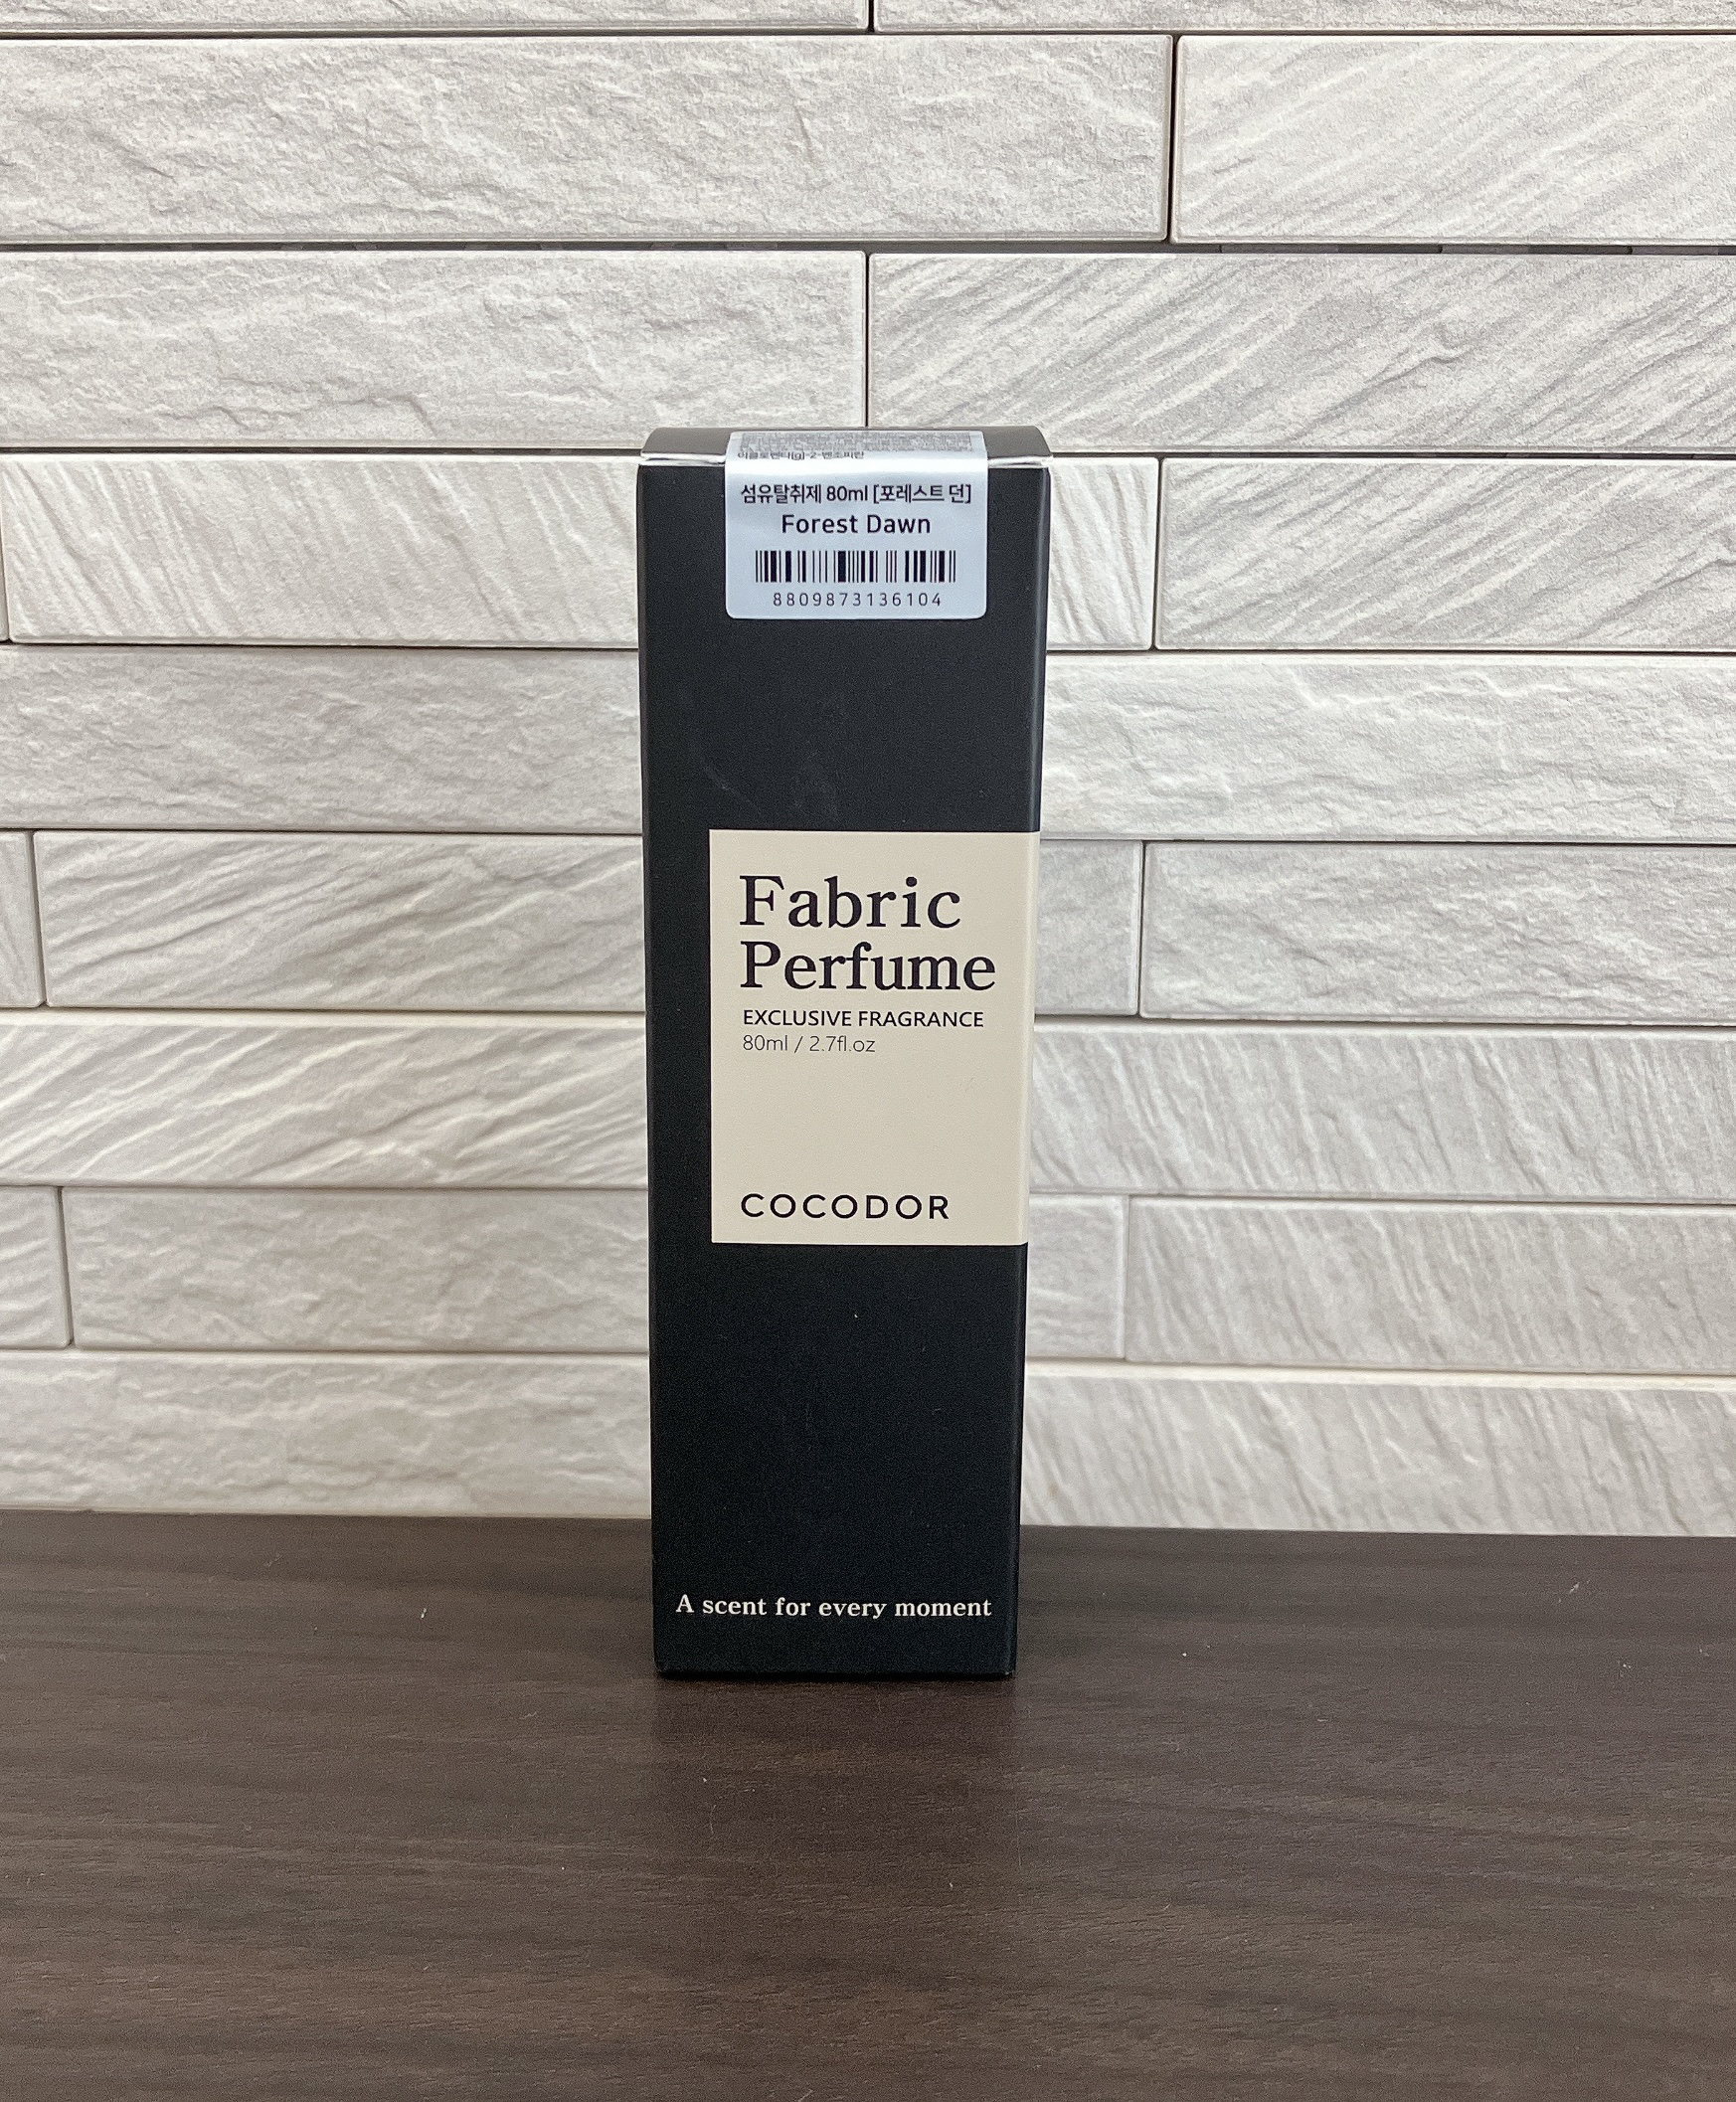 섬유탈취제 80ml [포레스트 던]
Forest Dawn
8809873136104
Fabric
Perfume
EXCLUSIVE FRAGRANCE
80ml / 2.7fl.oz
COCODOR
A scent for every moment